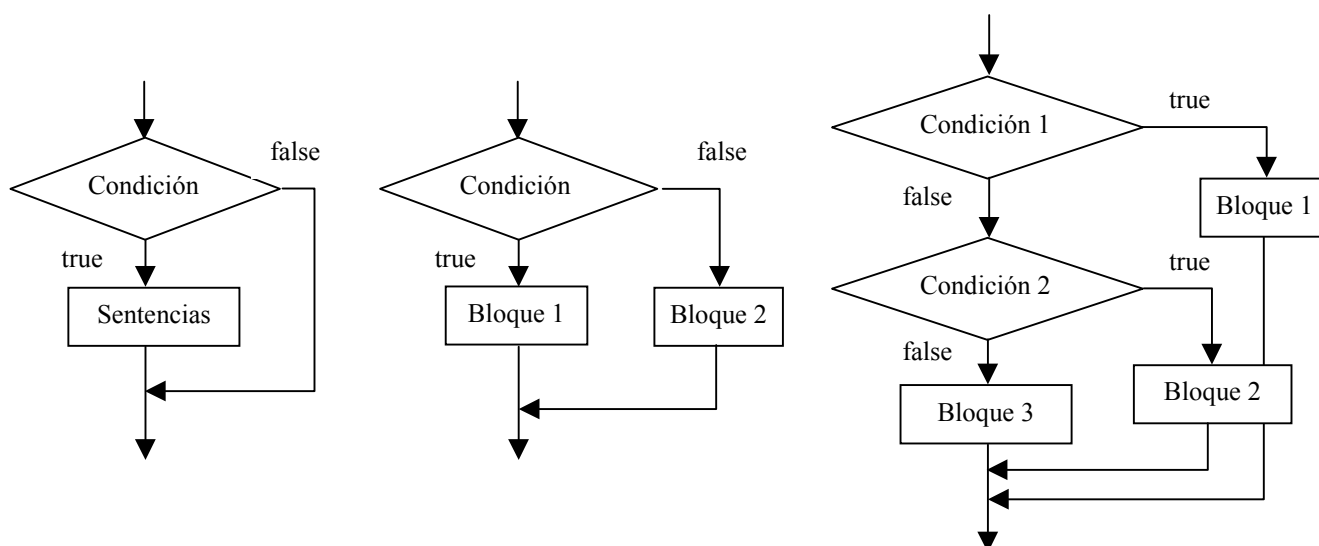 false
Condición
true
Sentencias
false
Condición
true
Bloque 1
Bloque 2
true
Condición 1
false
Bloque 1
true
Condición 2
false
Bloque 2
Bloque 3